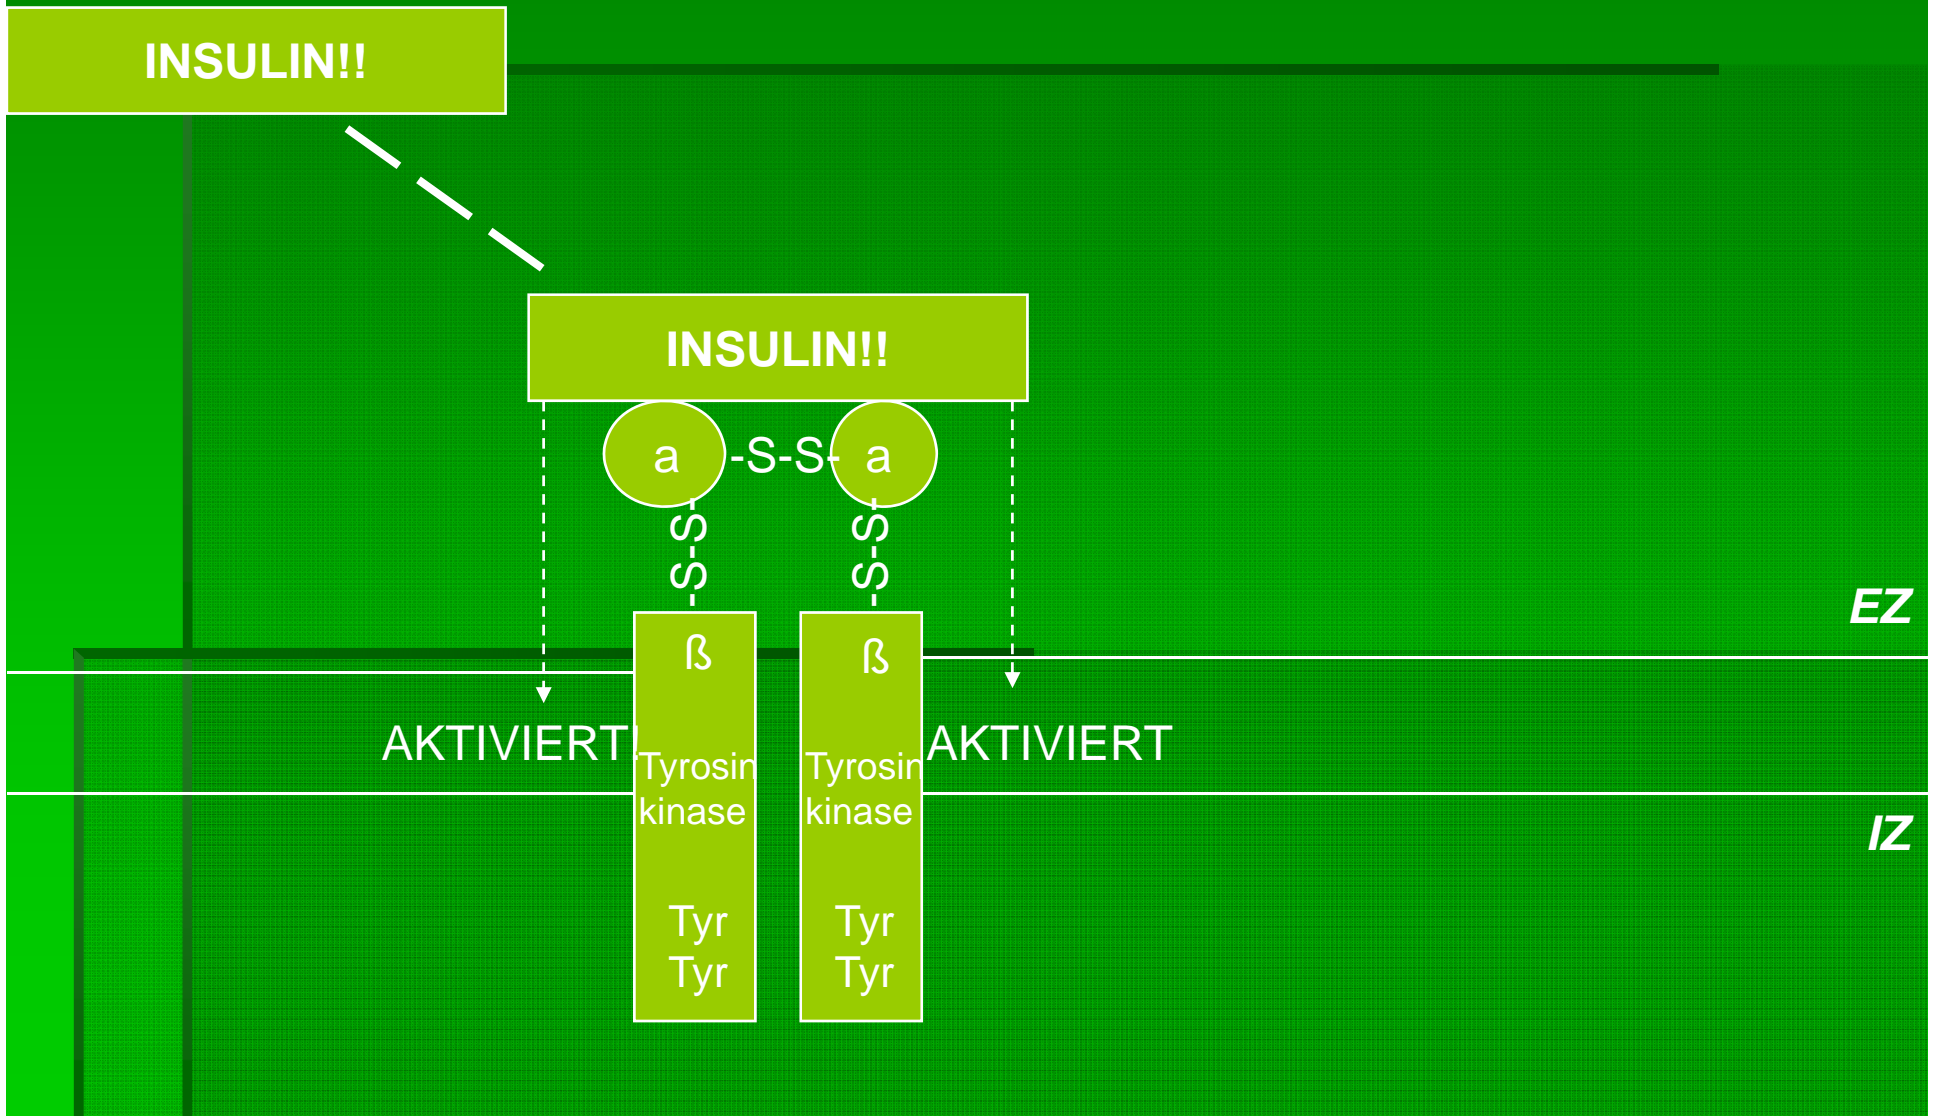 INSULIN!!
INSULIN!!
a -S-S- a
-S-S- -S-S-
EZ
ß ß
AKTIVIERT! AKTIVIERT
Tyrosin Tyrosin
kinase kinase
IZ
Tyr Tyr
Tyr Tyr